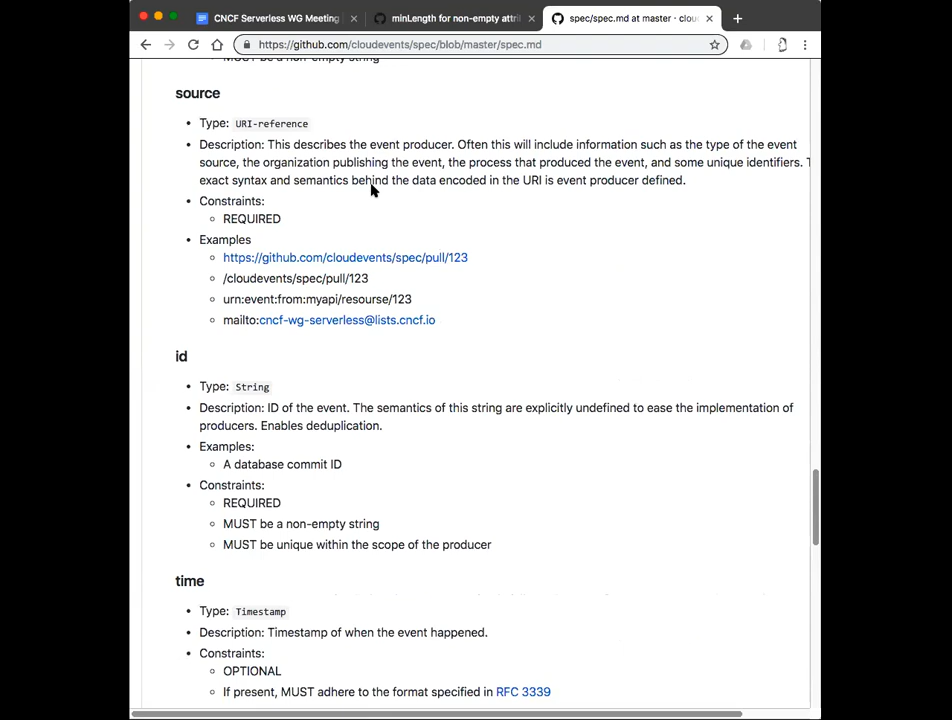 CNCF Serverless WG Meeting
minLength for non-empty attri
spec/spec.md at master · clou
https://github.com/cloudevents/spec/blob/master/spec.md
MUST be a non-empty string
source
Type: URI-reference
Description: This describes the event producer. Often this will include information such as the type of the event
source, the organization publishing the event, the process that produced the event, and some unique identifiers. T
exact syntax and semantics behind the data encoded in the URI is event producer defined.
Constraints:
REQUIRED
Examples
https://github.com/cloudevents/spec/pull/123
/cloudevents/spec/pull/123
urn:event:from:myapi/resourse/123
mailto:cncf-wg-serverless@lists.cncf.io
id
Type: String
Description: ID of the event. The semantics of this string are explicitly undefined to ease the implementation of
producers. Enables deduplication.
Examples:
A database commit ID
Constraints:
REQUIRED
MUST be a non-empty string
MUST be unique within the scope of the producer
time
Type: Timestamp
Description: Timestamp of when the event happened.
Constraints:
OPTIONAL
If present, MUST adhere to the format specified in RFC 3339